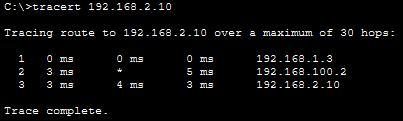 C:\>tracert 192.168.2.10
Tracing route to 192.168.2.10 over a maximum of 30 hops:
1 0 ms 0 ms 0 ms 192.168.1.3
2 3 ms * 5 ms 192.168.100.2
3 3 ms 4 ms 3 ms 192.168.2.10
Trace complete.